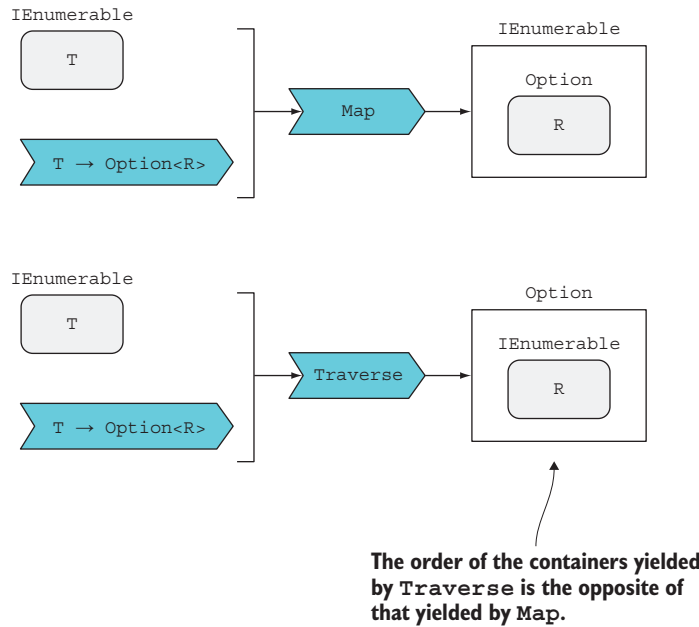 IEnumerable
T
T → Option<R>
Map
IEnumerable
Option
R
IEnumerable
T
T → Option<R>
Traverse
Option
IEnumerable
R
The order of the containers yielded
by Traverse is the opposite of
that yielded by Map.